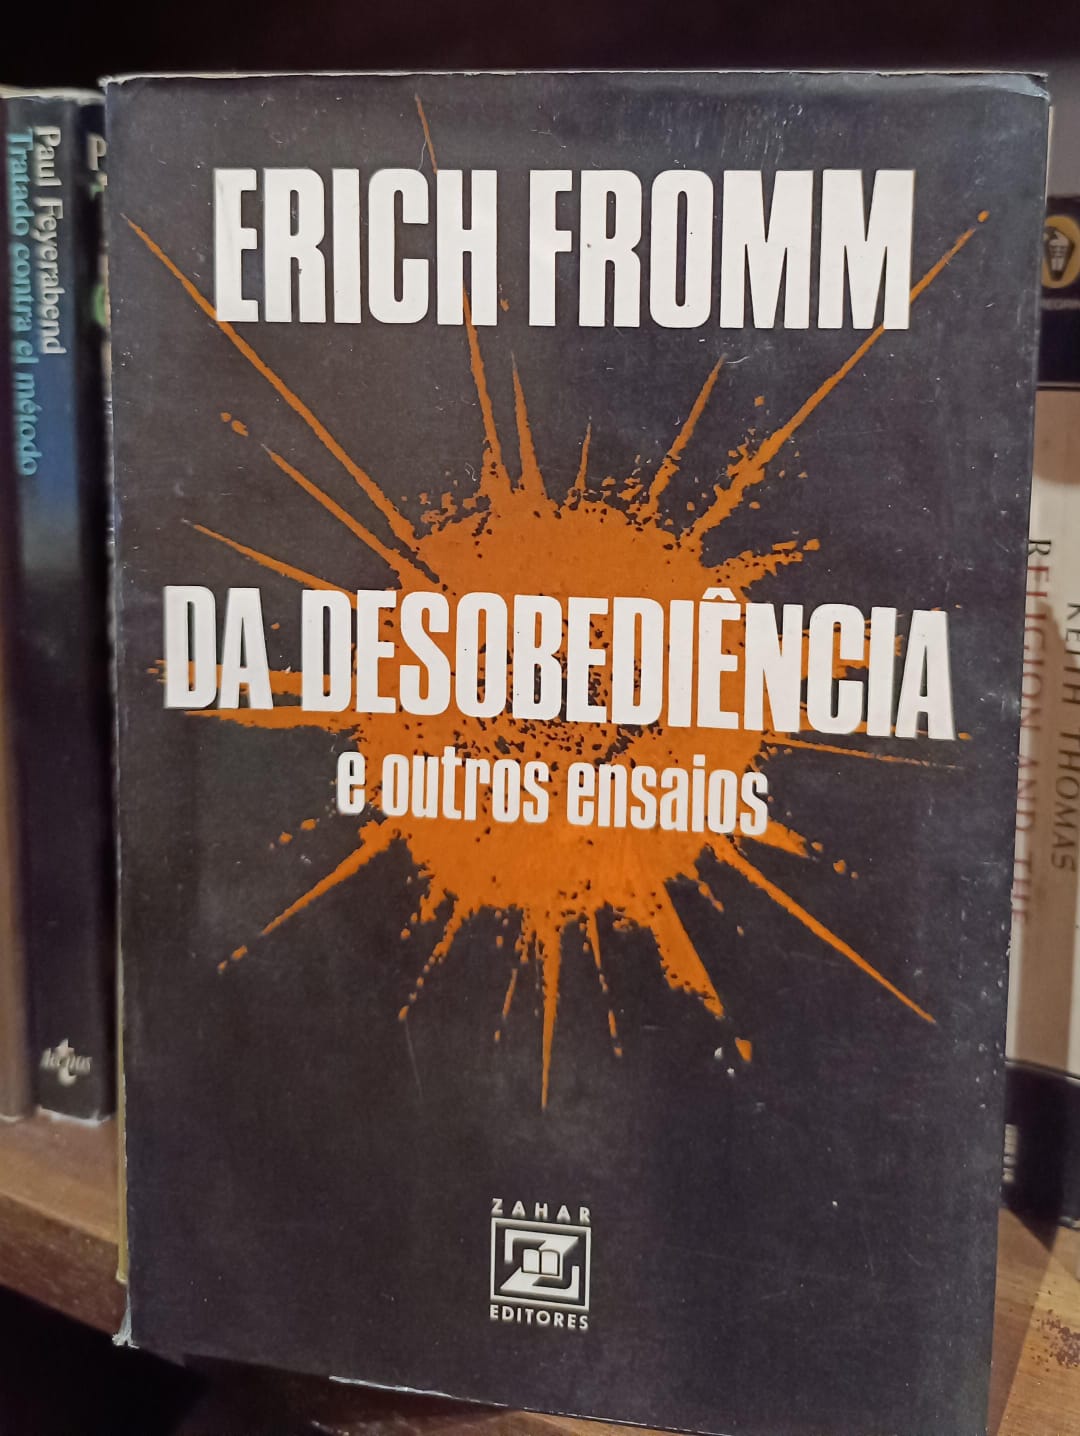 ERICH FROMM
DA DESOBEDIÊNCIA
e outros ensaios
ZAHAR
EDITORES
Paul Feyerabend
Tratado contra el método
tecnos
RELIGION AND THE
KEITH THOMAS